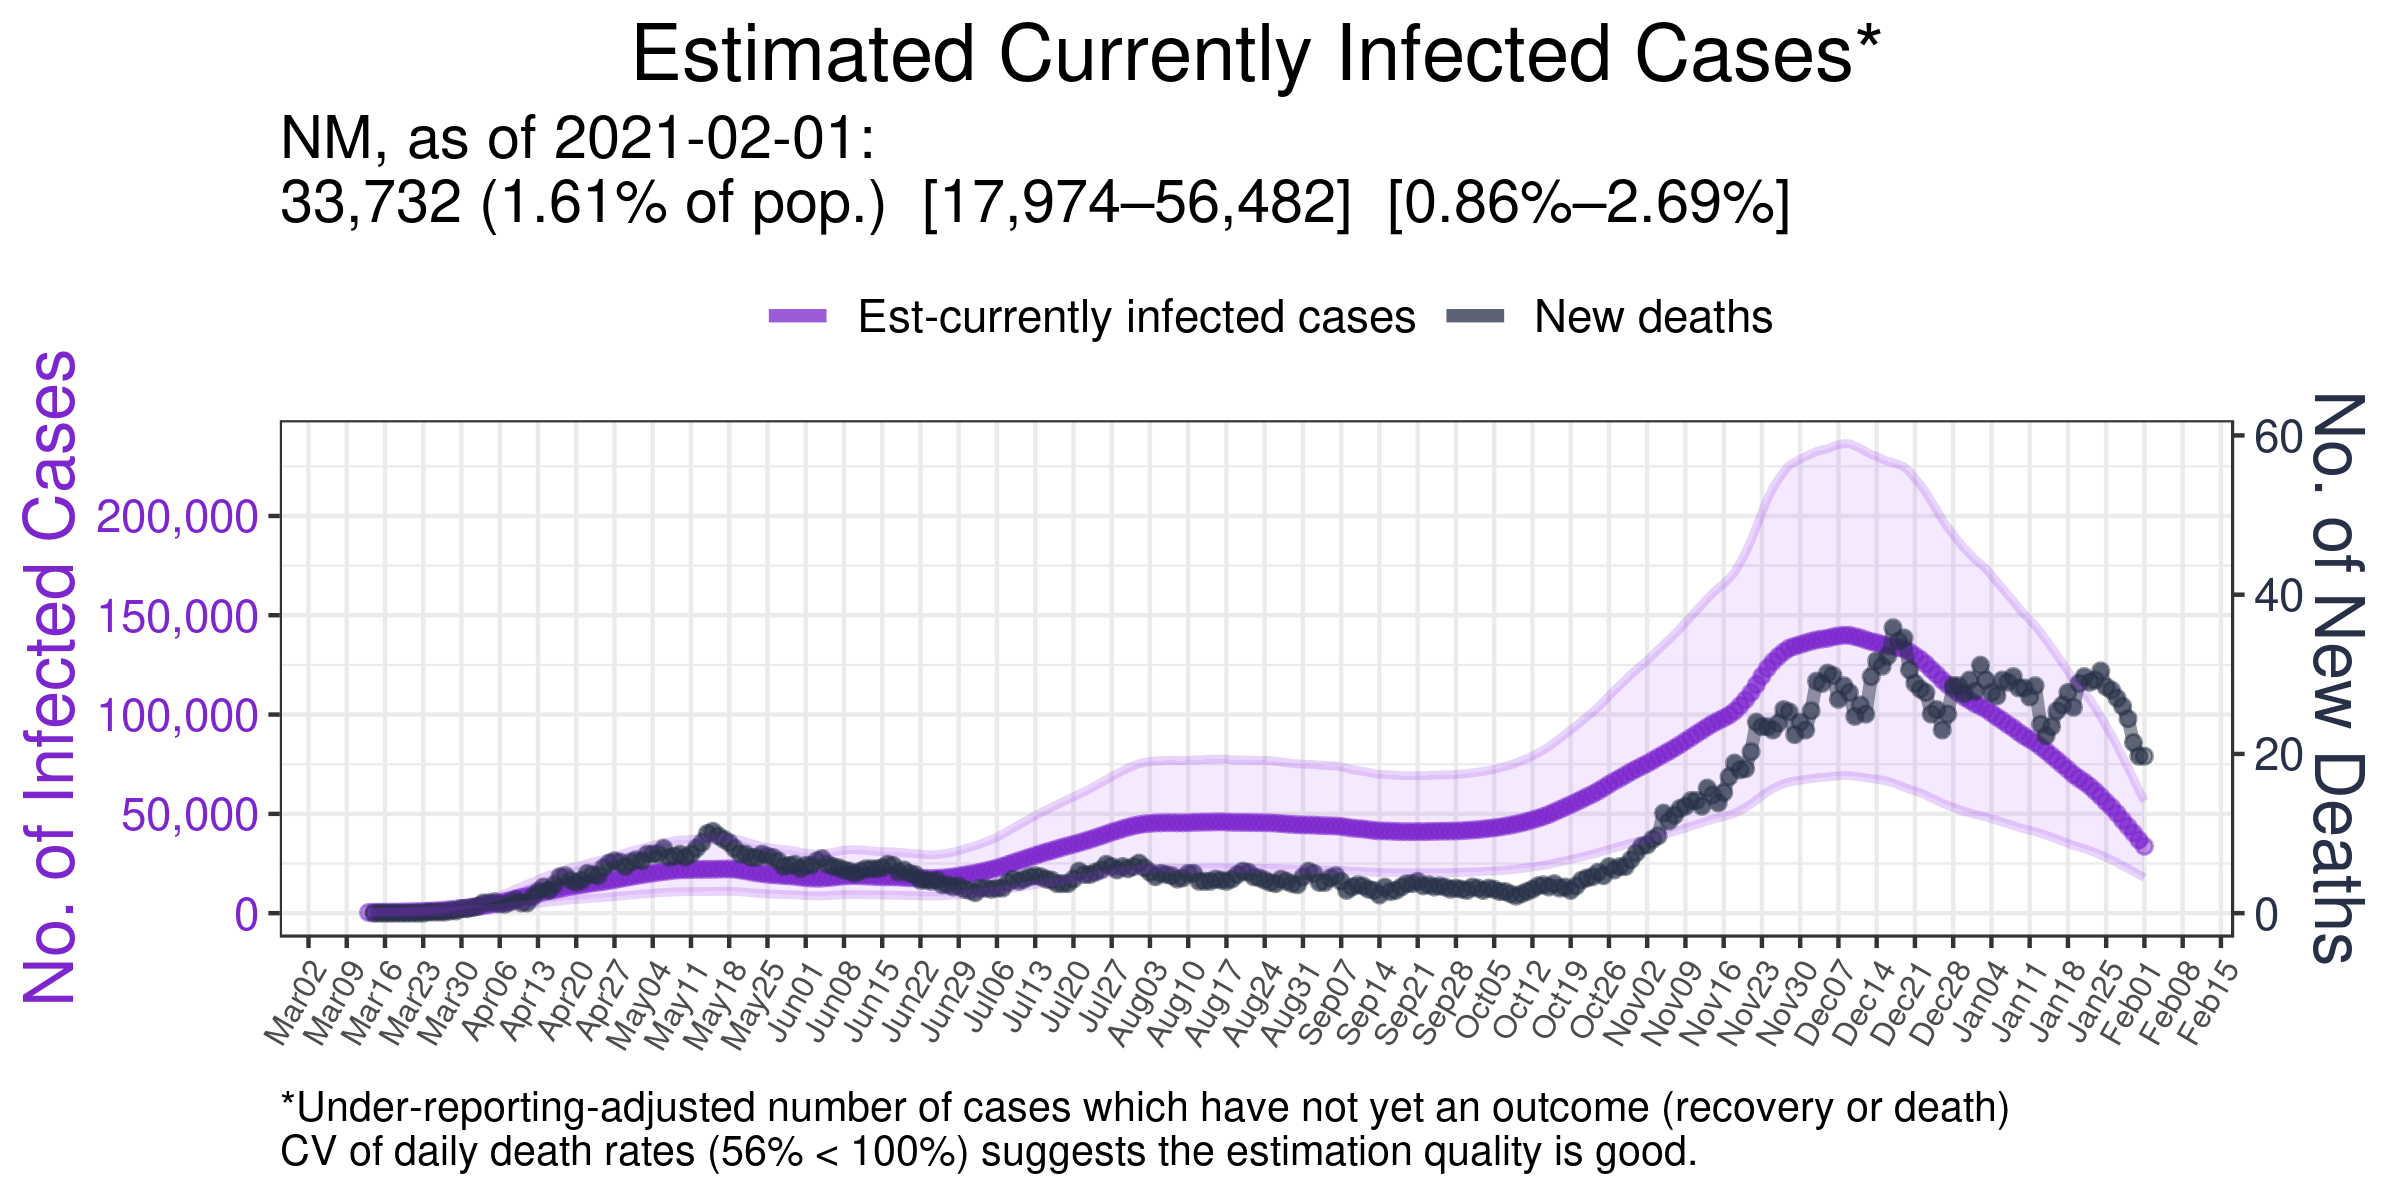 Estimated Currently Infected Cases*
NM, as of 2021-02-01:
33,732 (1.61% of pop.) [17,974–56,482] [0.86%–2.69%]
Est-currently infected cases
New deaths
No. of Infected Cases
200,000
150,000
100,000
50,000
0
60
40
20
0
No. of New Deaths
Mar02
Mar09
Mar16
Mar23
Mar30
Apr06
Apr13
Apr20
Apr27
May04
May11
May18
May25
Jun01
Jun08
Jun15
Jun22
Jun29
Jul06
Jul13
Jul20
Jul27
Aug03
Aug10
Aug17
Aug24
Aug31
Sep07
Sep14
Sep21
Sep28
Oct05
Oct12
Oct19
Oct26
Nov02
Nov09
Nov16
Nov23
Nov30
Dec07
Dec14
Dec21
Dec28
Jan04
Jan11
Jan18
Jan25
Feb01
Feb08
Feb15
*Under-reporting-adjusted number of cases which have not yet an outcome (recovery or death)
CV of daily death rates (56% < 100%) suggests the estimation quality is good.